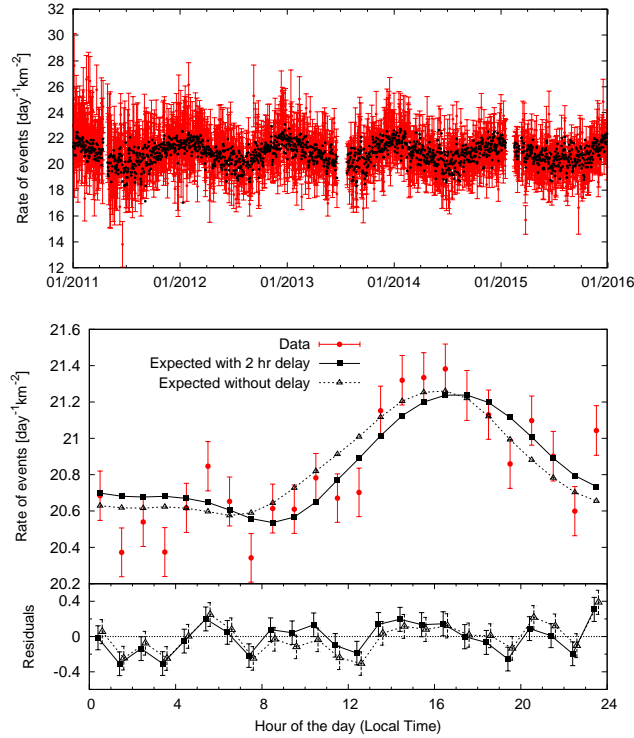 Rate of events [day⁻¹km⁻²]
30
28
26
24
22
20
18
16
14
12
01/2011 01/2012 01/2013 01/2014 01/2015 01/2016
Rate of events [day⁻¹km⁻²]
21.6
21.4
21.2
21
20.8
20.6
20.4
20.2
Data
Expected with 2 hr delay
Expected without delay
Residuals
0.4
0
-0.4
0 4 8 12 16 20 24
Hour of the day (Local Time)